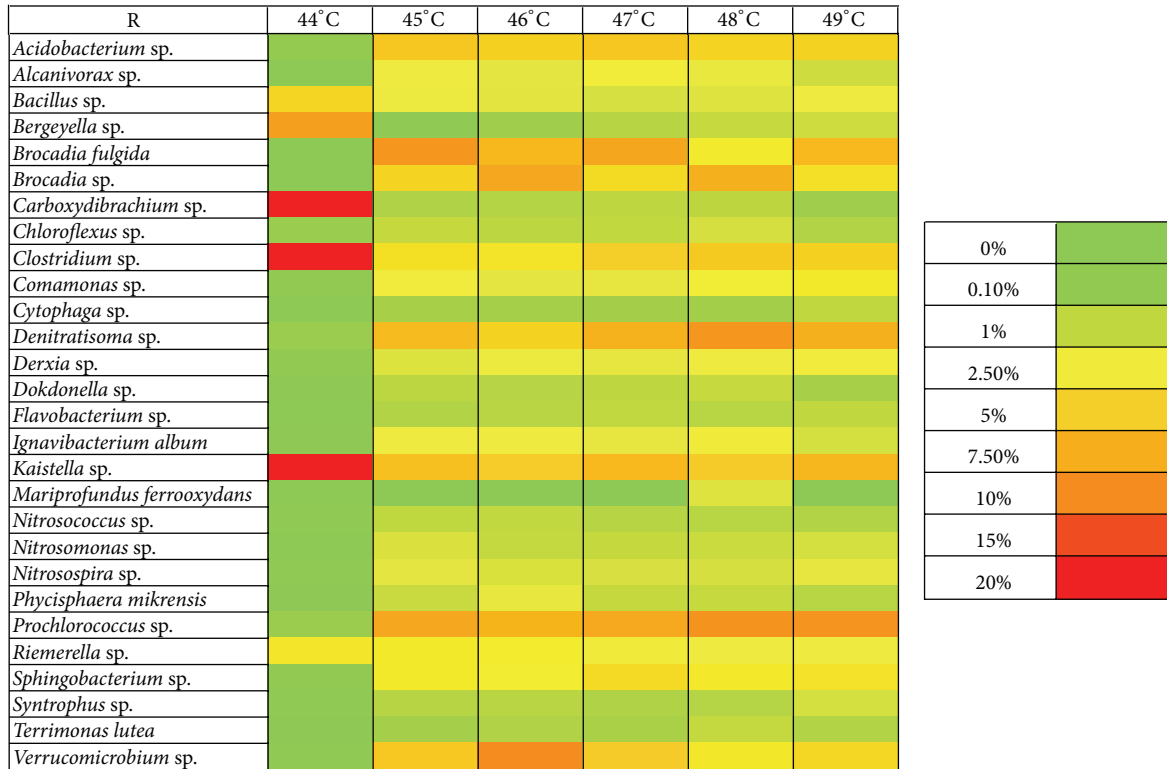 R 44°C 45°C 46°C 47°C 48°C 49°C
Acidobacterium sp.
Alcanivorax sp.
Bacillus sp.
Bergeyella sp.
Brocadia fulgida
Brocadia sp.
Carboxydibrachium sp.
Chloroflexus sp.
Clostridium sp.
Comamonas sp.
Cytophaga sp.
Denitratisoma sp.
Derxia sp.
Dokdonella sp.
Flavobacterium sp.
Ignavibacterium album
Kaistella sp.
Mariprofundus ferrooxydans
Nitrosococcus sp.
Nitrosomonas sp.
Nitrosospira sp.
Phycisphaera mikrensis
Prochlorococcus sp.
Riemerella sp.
Sphingobacterium sp.
Syntrophus sp.
Terrimonas lutea
Verrucomicrobium sp.
0%
0.10%
1%
2.50%
5%
7.50%
10%
15%
20%